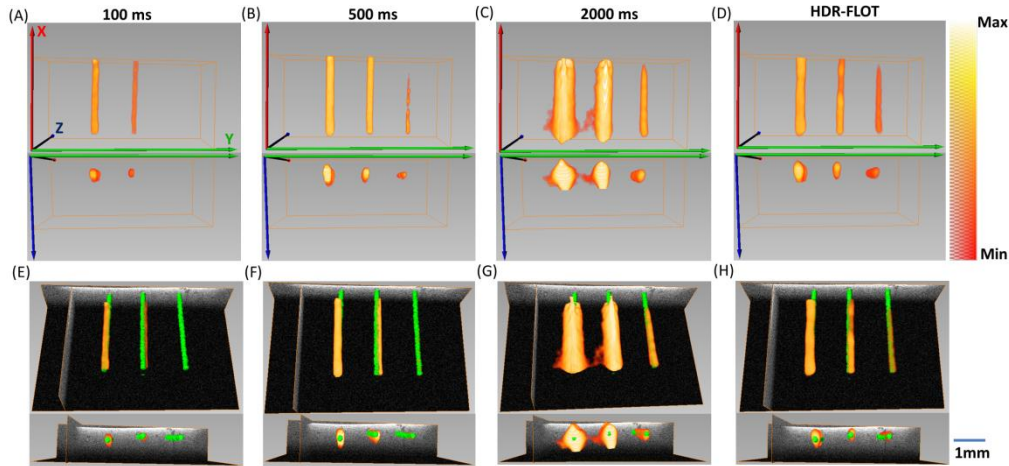 (A) 100 ms (B) 500 ms (C) 2000 ms (D) HDR-FLOT
Max
X
Z
Y
Min
(E) (F) (G) (H)
1mm